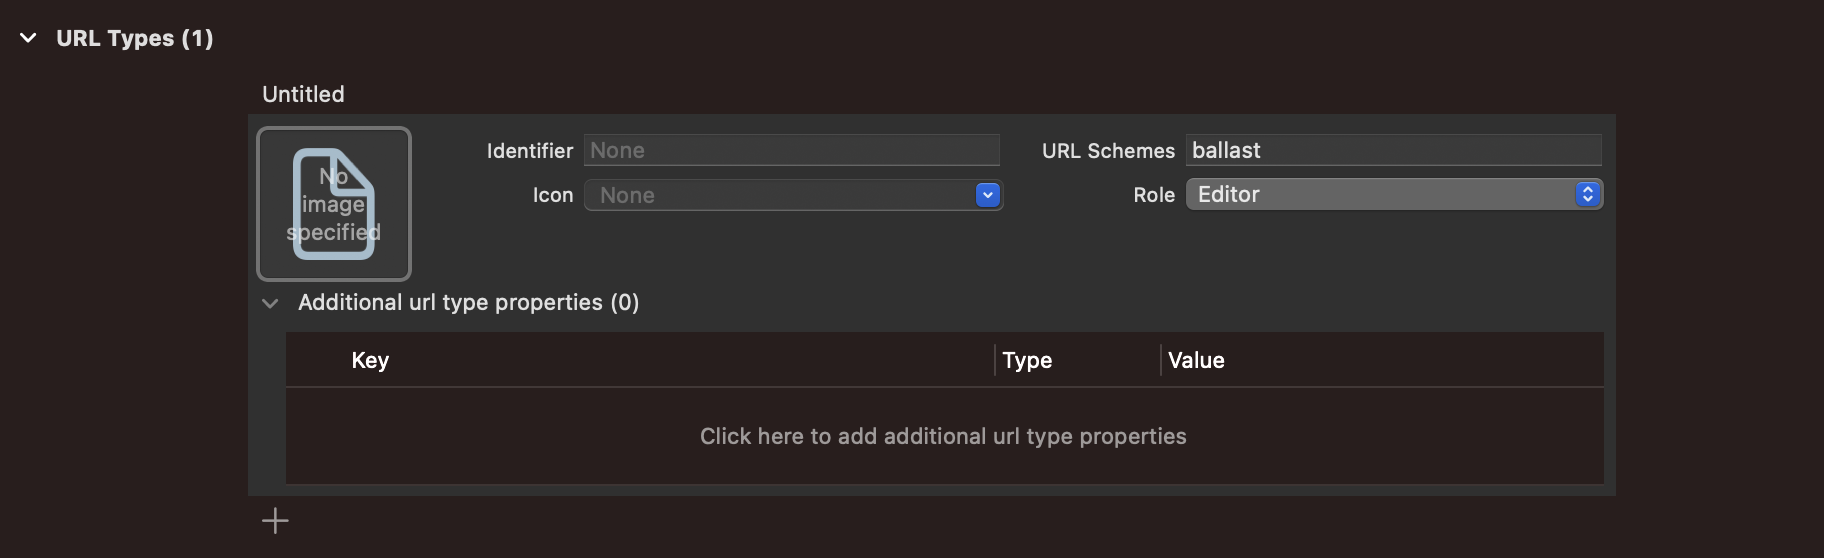 URL Types (1)
Untitled
No
image
specified
Identifier None
URL Schemes ballast
Icon None
Role Editor
Additional url type properties (0)
Key Type Value
Click here to add additional url type properties